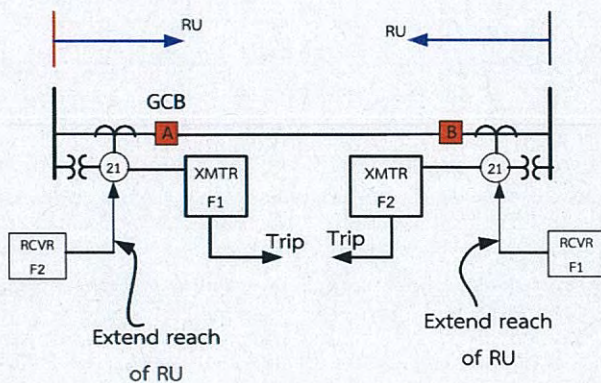 RU
RU
GCB
A
B
21
XMTR
F1
XMTR
F2
21
RCVR
F2
Trip
Trip
RCVR
F1
Extend reach
of RU
Extend reach
of RU